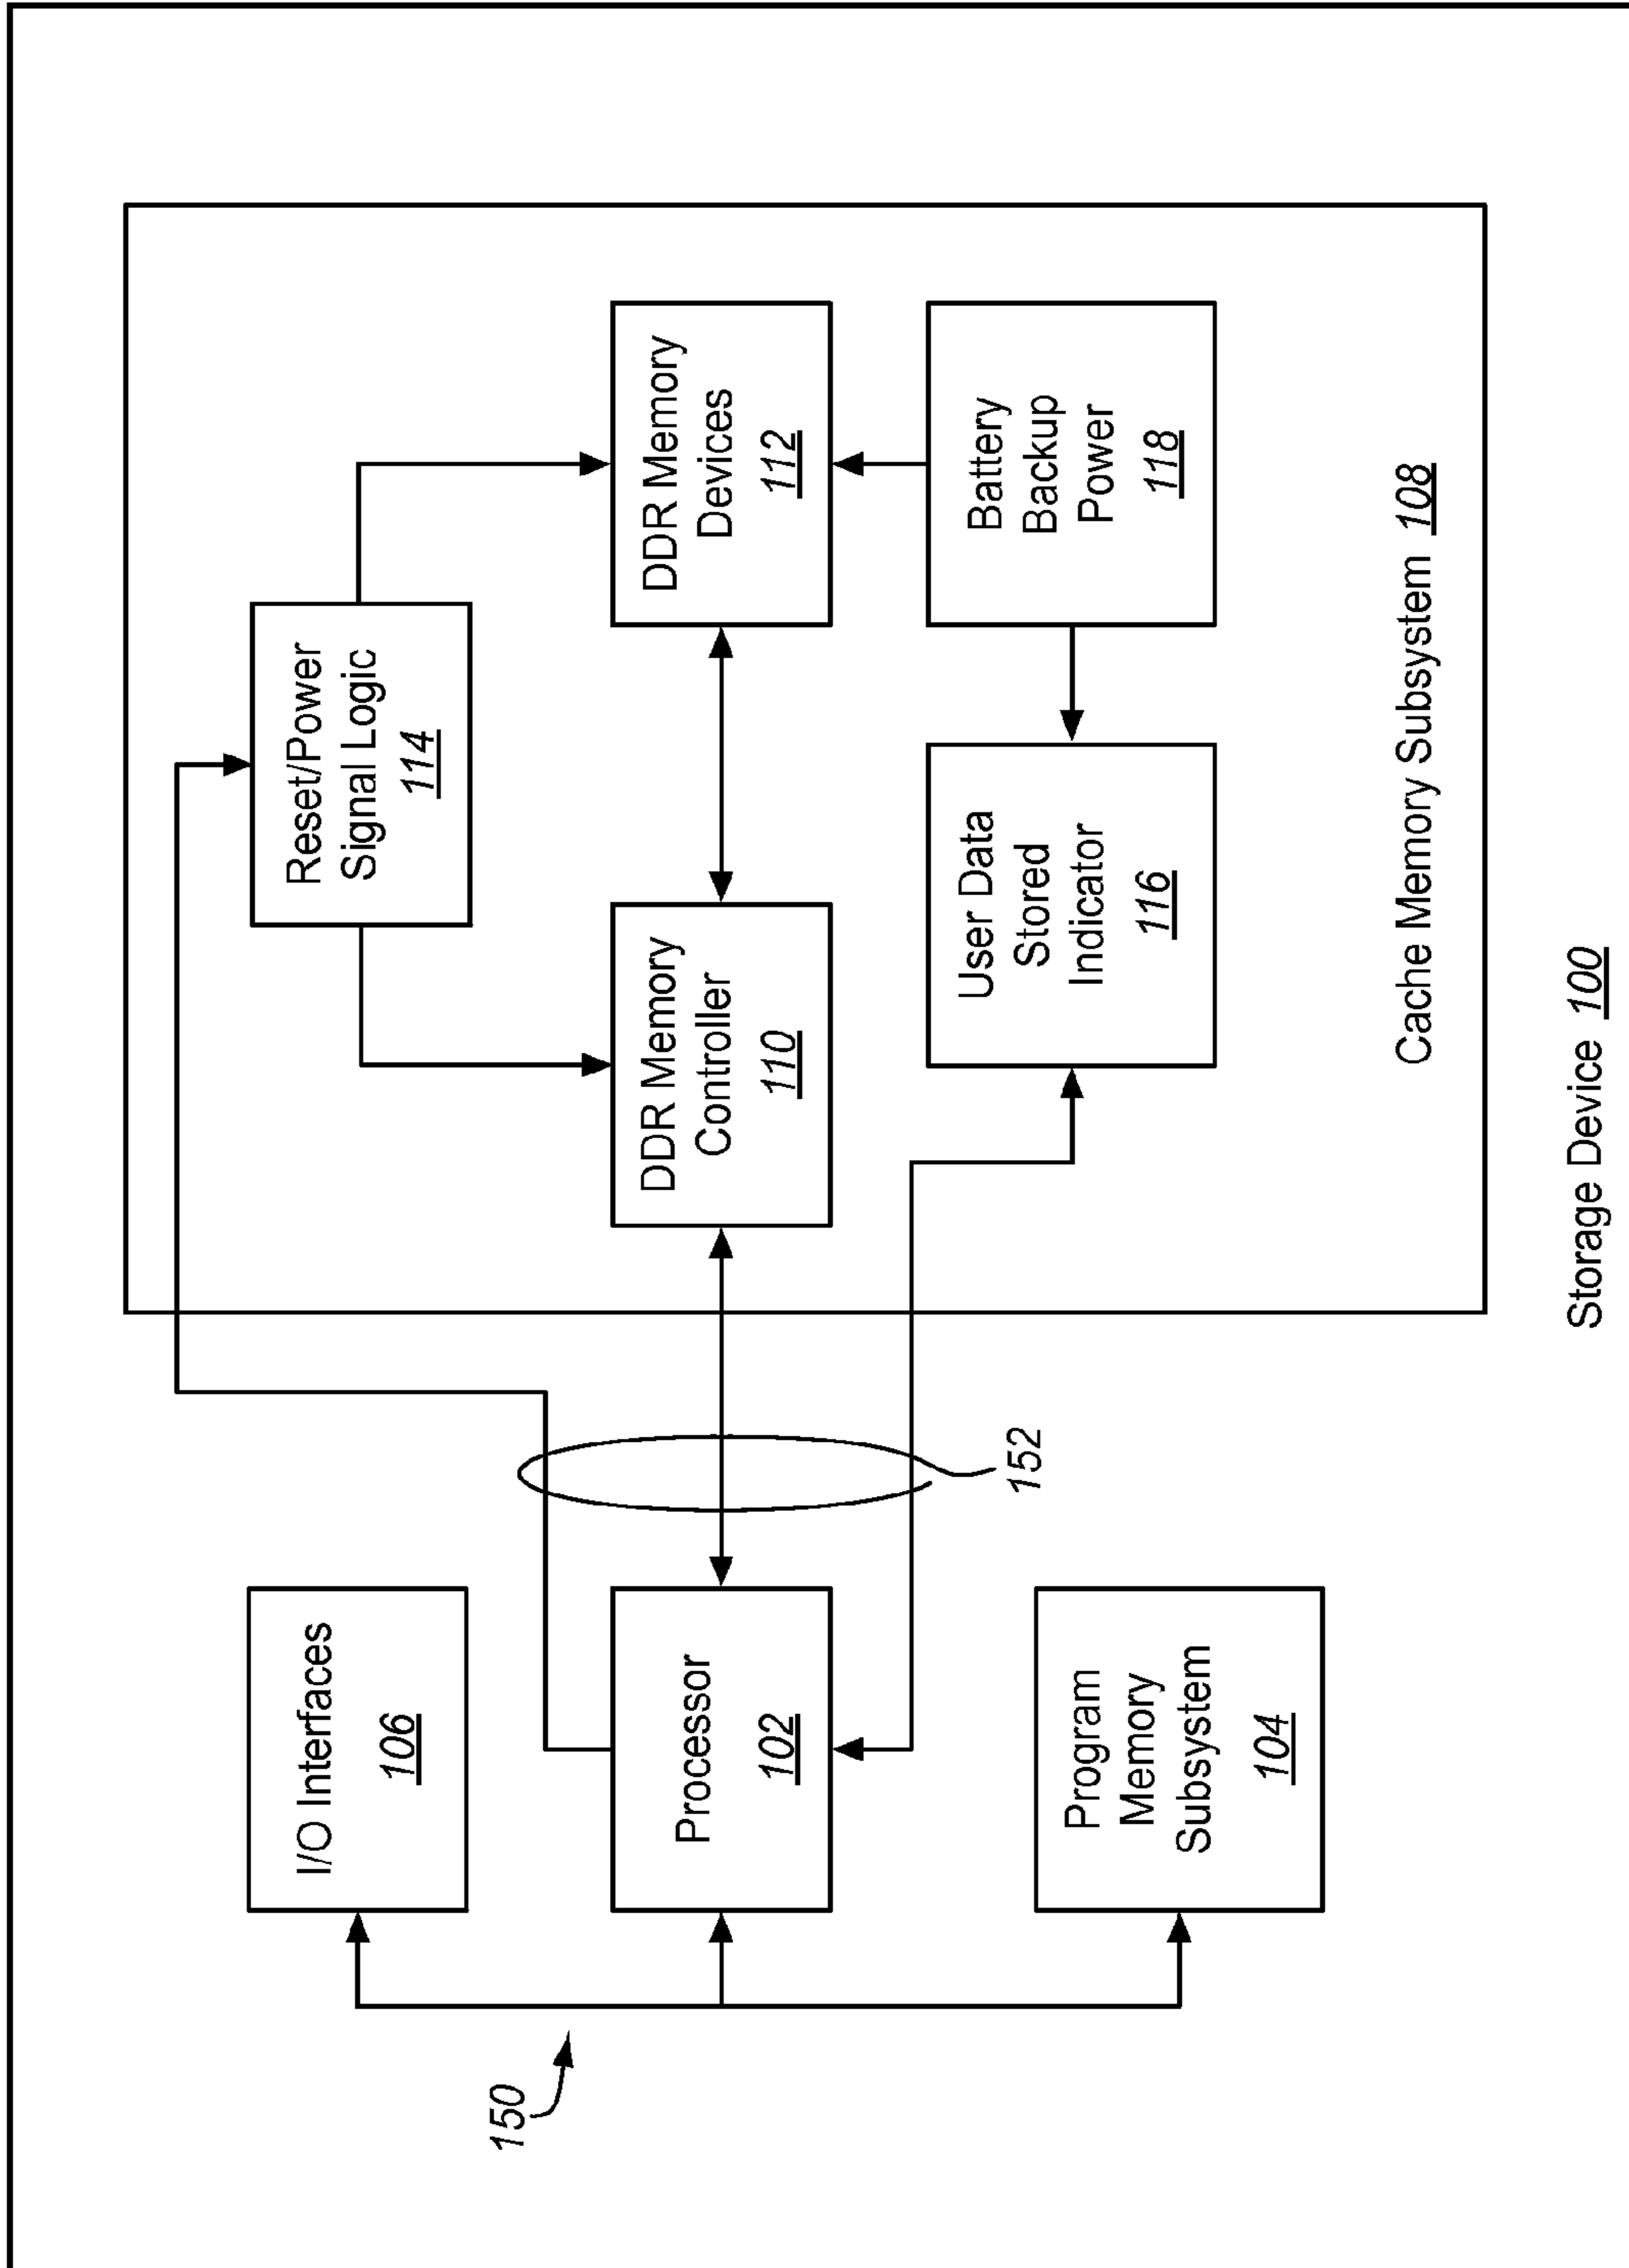 I/O Interfaces
106
Reset/Power
Signal Logic
114
150
Processor
102
DDR Memory
Controller
110
DDR Memory
Devices
112
152
Program
Memory
Subsystem
104
User Data
Stored
Indicator
116
Battery
Backup
Power
118
Cache Memory Subsystem 108
Storage Device 100